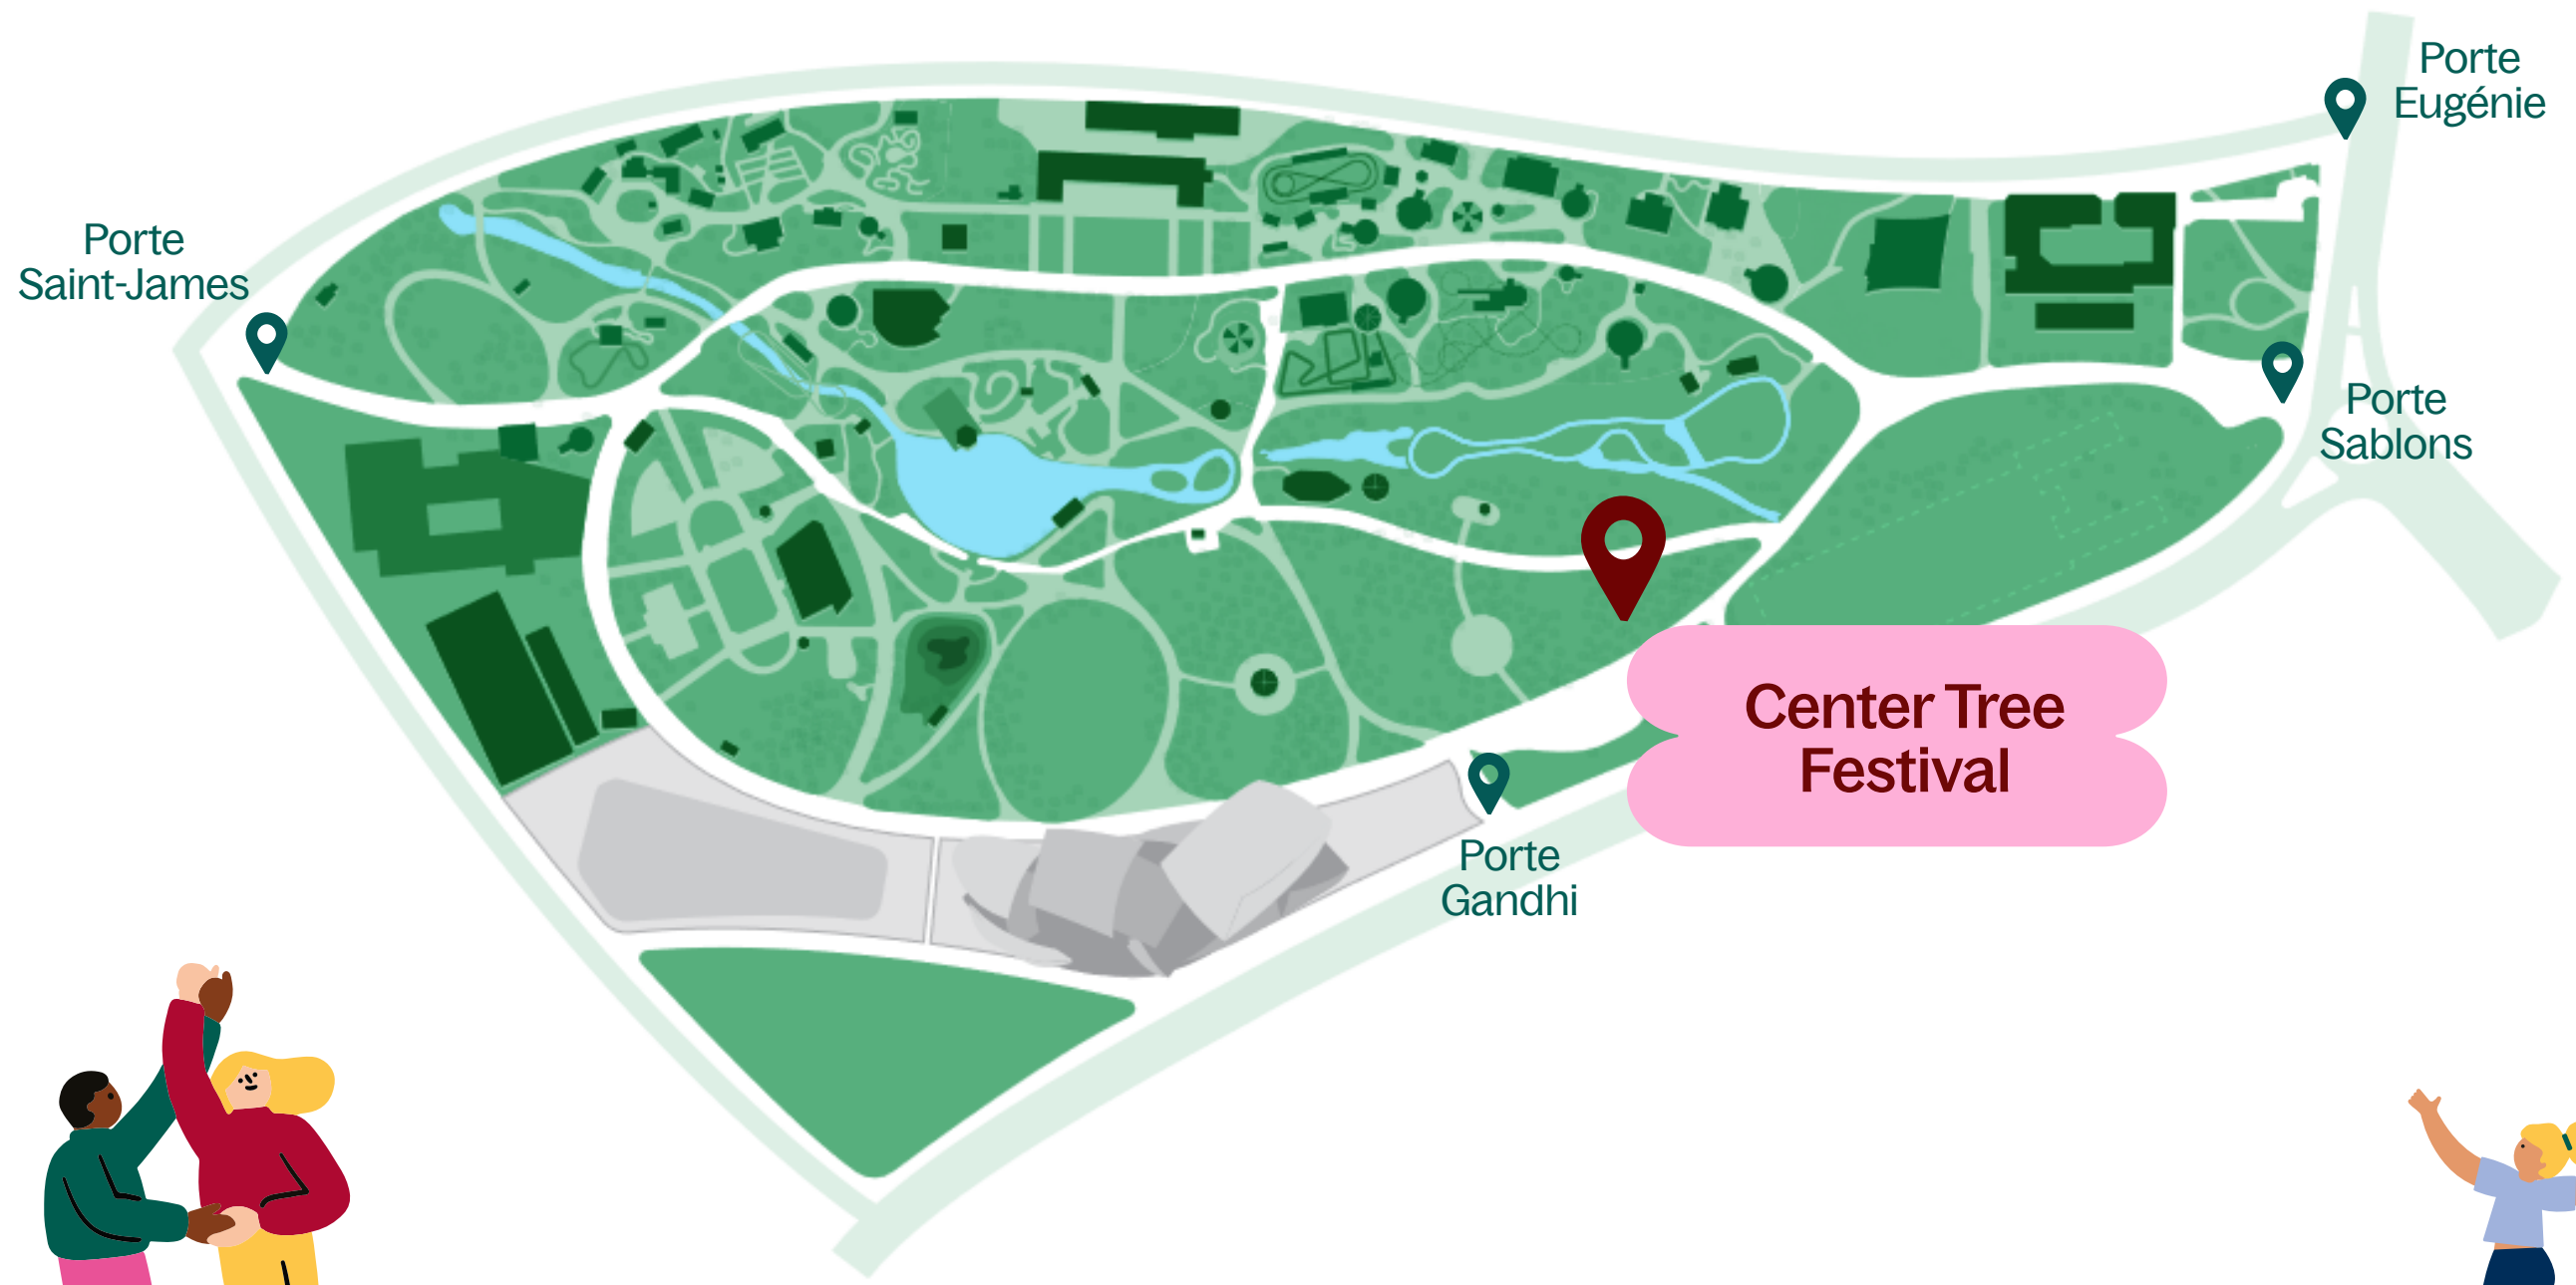 Porte
Eugénie
Porte
Saint-James
Porte
Sablons
Center Tree
Festival
Porte
Gandhi